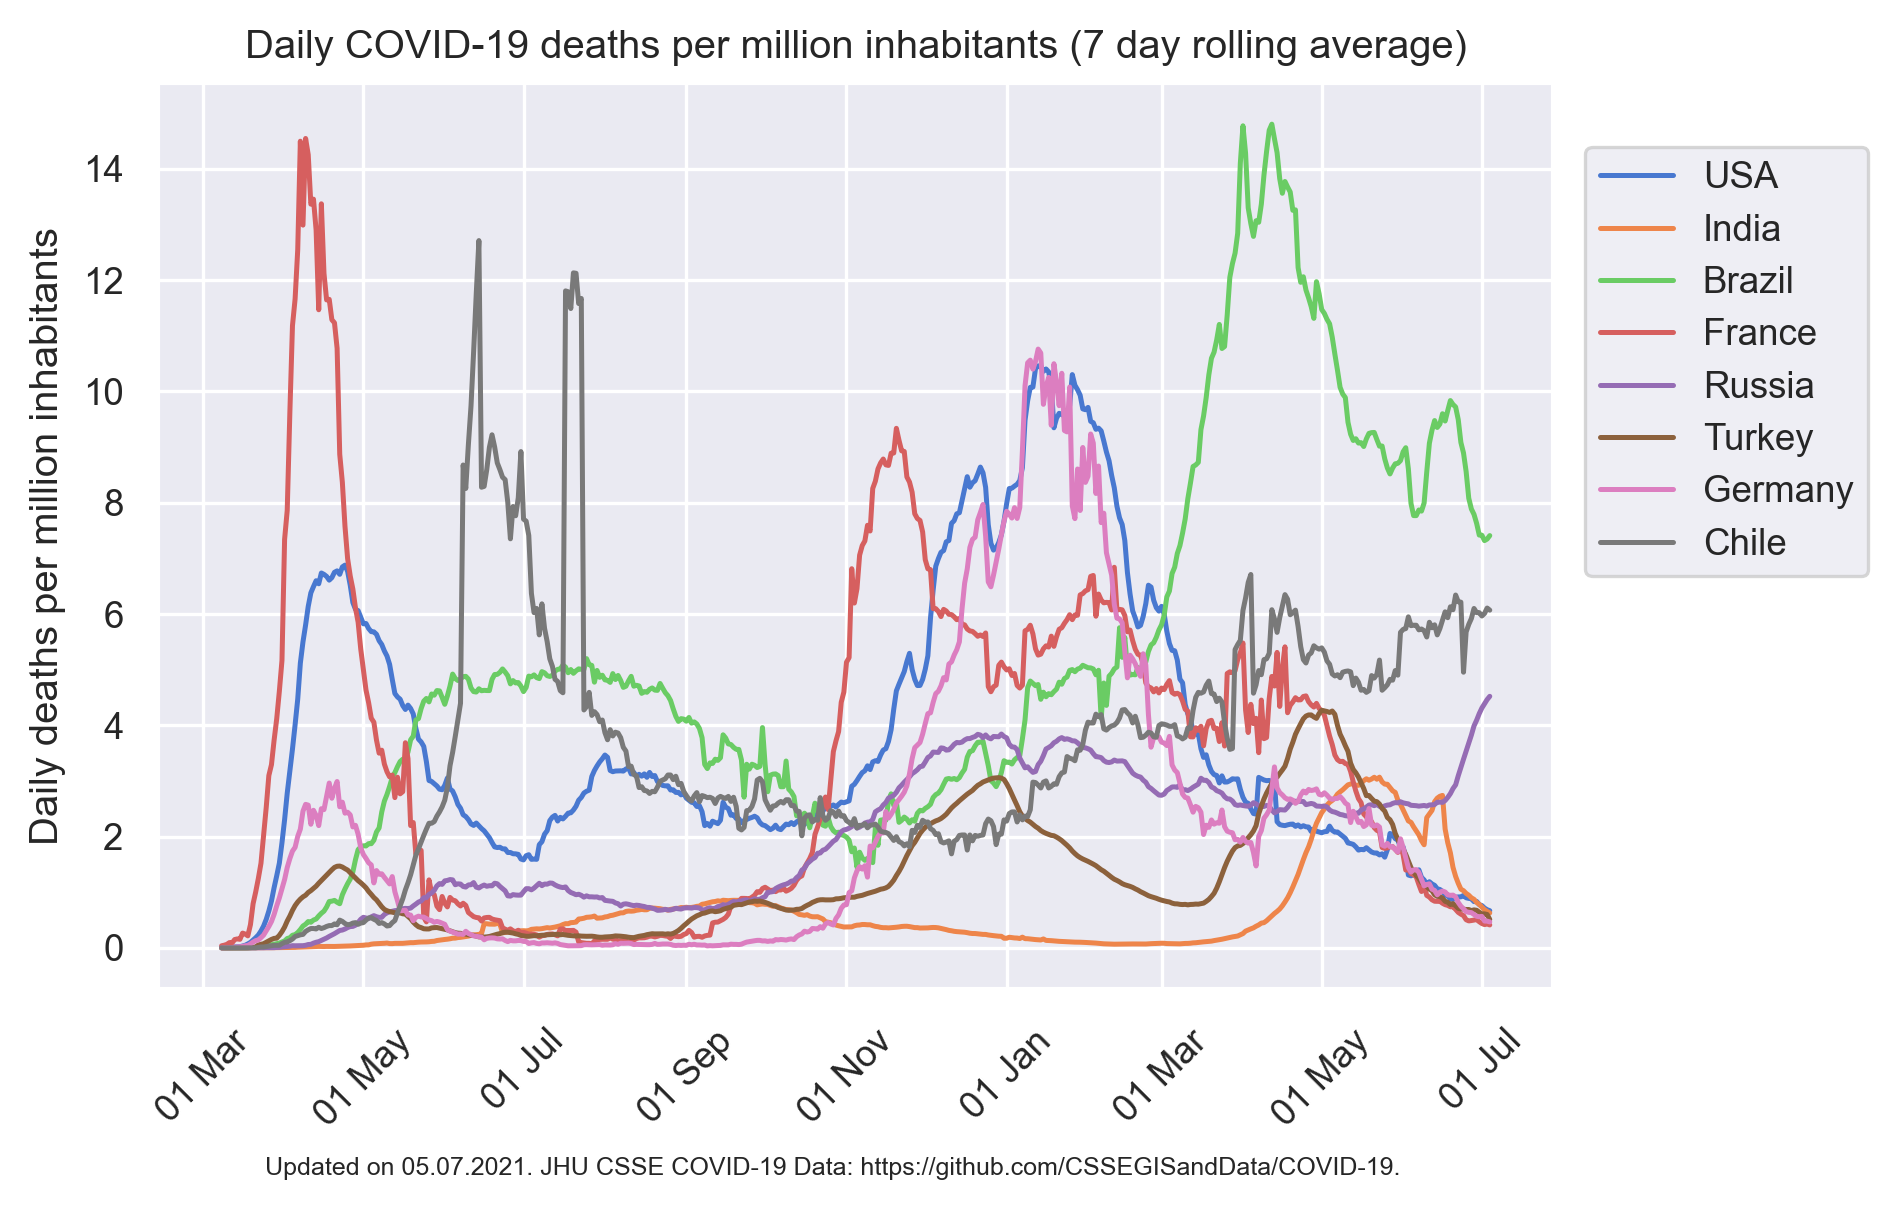 Daily COVID-19 deaths per million inhabitants (7 day rolling average)
Daily deaths per million inhabitants
14
12
10
8
6
4
2
0
01 Mar
01 May
01 Jul
01 Sep
01 Nov
01 Jan
01 Mar
01 May
01 Jul
USA
India
Brazil
France
Russia
Turkey
Germany
Chile
Updated on 05.07.2021. JHU CSSE COVID-19 Data: https://github.com/CSSEGISandData/COVID-19.